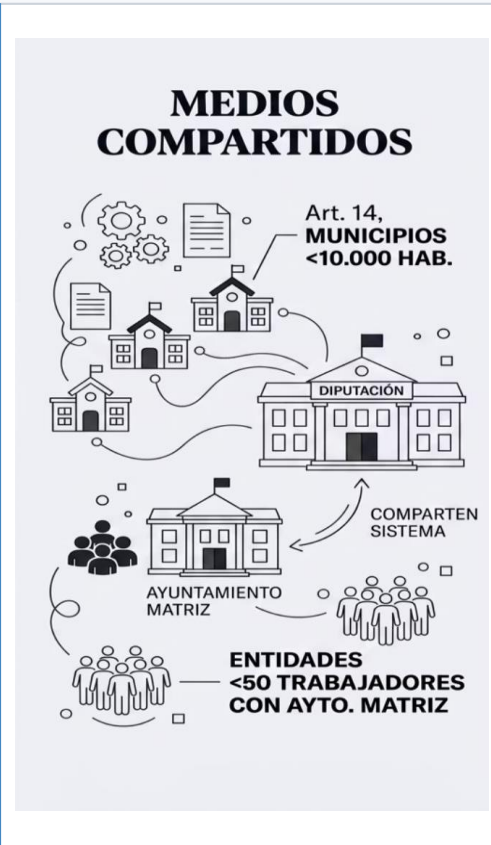 MEDIOS
COMPARTIDOS
Art. 14,
MUNICIPIOS
<10.000 HAB.
DIPUTACIÓN
COMPARTEN
SISTEMA
AYUNTAMIENTO
MATRIZ
ENTIDADES
<50 TRABAJADORES
CON AYTO. MATRIZ